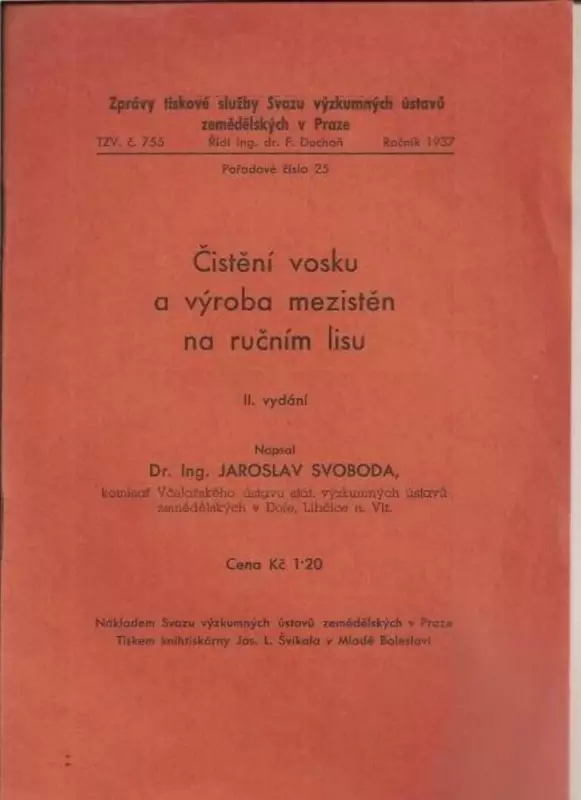 Zprávy tiskové služby Svazu výzkumných ústavů
zemědělských v Praze
TZV. č. 755 Řídí Ing. dr. F. Duchoň Ročník 1937
Pořadové číslo 25
Čistění vosku
a výroba mezistěn
na ručním lisu
II. vydání
Napsal
Dr. Ing. JAROSLAV SVOBODA,
komisař Včelařského ústavu stát. výzkumných ústavů
zemědělských v Dole, Libčice n. Vlt.
Cena Kč 1·20
Nákladem Svazu výzkumných ústavů zemědělských v Praze
Tiskem knihtiskárny Jos. L. Švíkala v Mladé Boleslavi